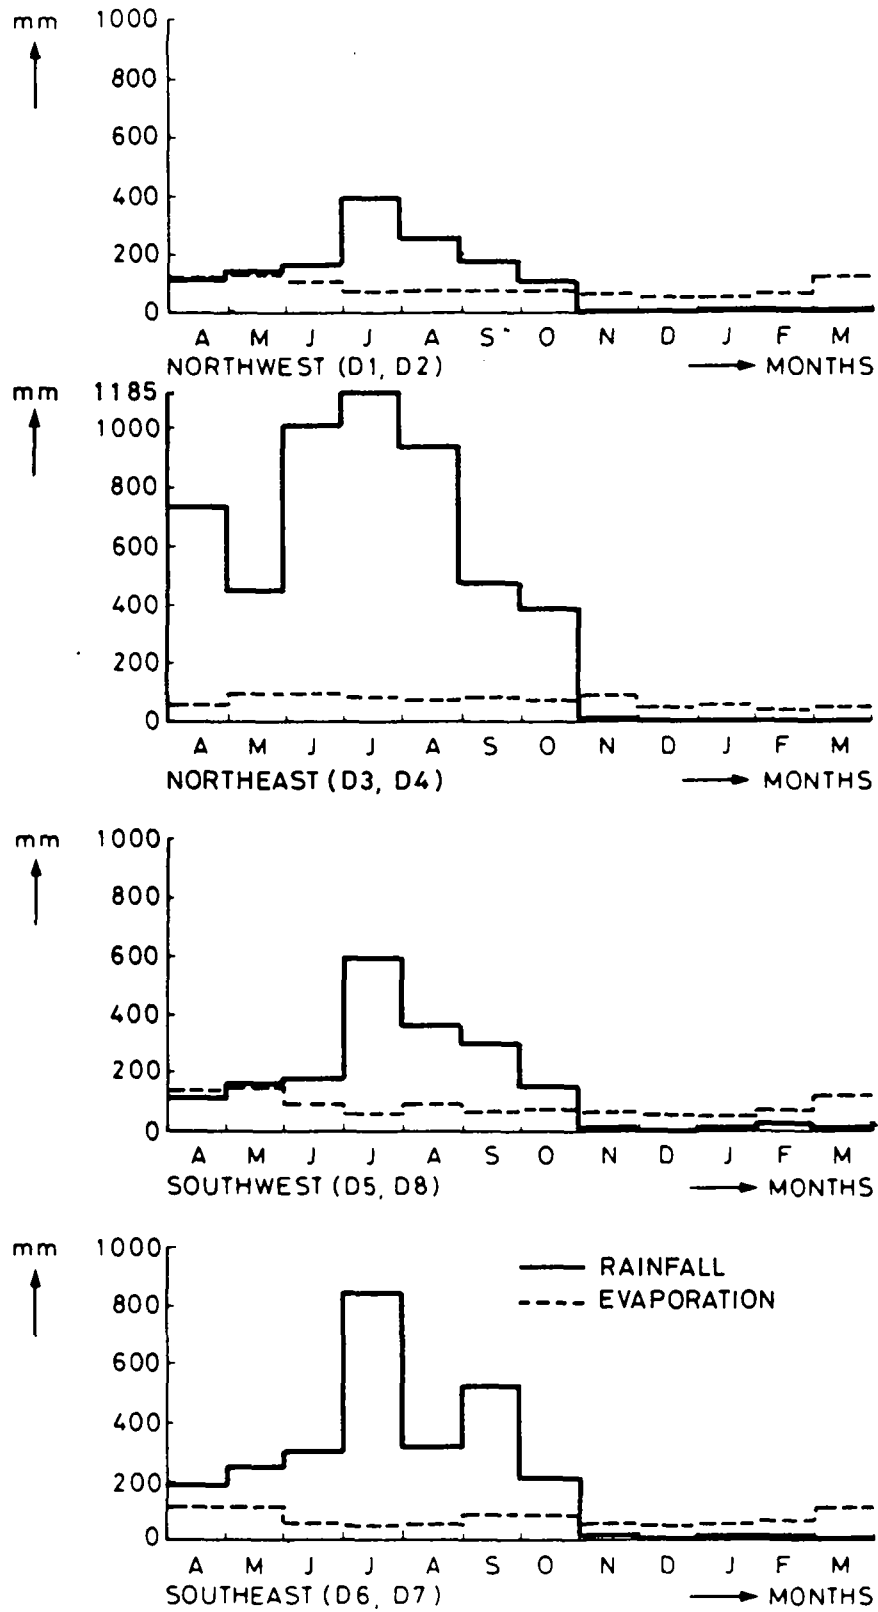 mm 1000
800
600
400
200
0
A M J J A S O N D J F M
NORTHWEST (D1, D2) MONTHS
mm 1185
1000
800
600
400
200
0
A M J J A S O N D J F M
NORTHEAST (D3, D4) MONTHS
mm 1000
800
600
400
200
0
A M J J A S O N D J F M
SOUTHWEST (D5, D8) MONTHS
mm 1000
RAINFALL
800 EVAPORATION
600
400
200
0
A M J J A S O N D J F M
SOUTHEAST (D6, D7) MONTHS